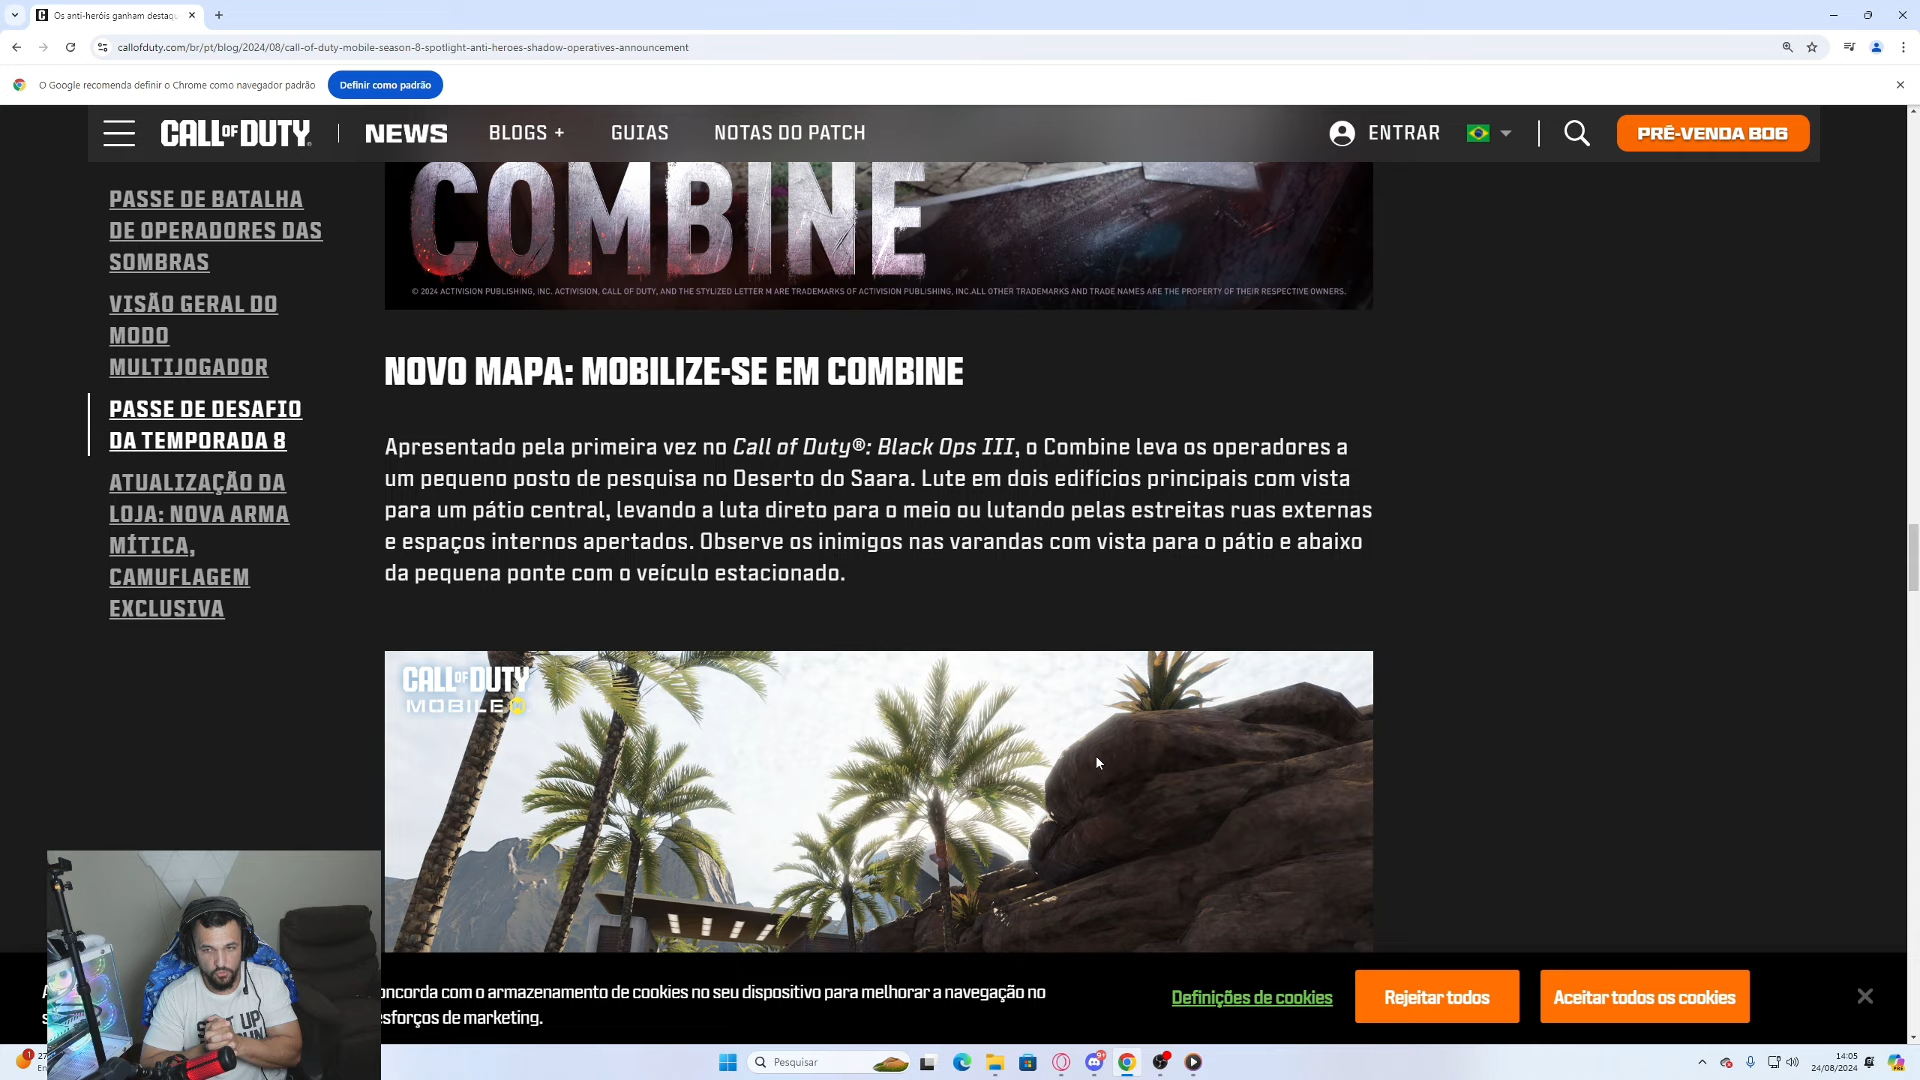 Os anti-heróis ganham destaqu
callofduty.com/br/pt/blog/2024/08/call-of-duty-mobile-season-8-spotlight-anti-heroes-shadow-operatives-announcement
O Google recomenda definir o Chrome como navegador padrão
Definir como padrão
CALL OF DUTY
NEWS
BLOGS +
GUIAS
NOTAS DO PATCH
ENTRAR
PRÉ-VENDA BO6
PASSE DE BATALHA
DE OPERADORES DAS
SOMBRAS
VISÃO GERAL DO
MODO
MULTIJOGADOR
PASSE DE DESAFIO
DA TEMPORADA 8
ATUALIZAÇÃO DA
LOJA: NOVA ARMA
MÍTICA,
CAMUFLAGEM
EXCLUSIVA
COMBINE
© 2024 ACTIVISION PUBLISHING, INC. ACTIVISION, CALL OF DUTY, AND THE STYLIZED LETTER M ARE TRADEMARKS OF ACTIVISION PUBLISHING, INC.ALL OTHER TRADEMARKS AND TRADE NAMES ARE THE PROPERTY OF THEIR RESPECTIVE OWNERS.
NOVO MAPA: MOBILIZE-SE EM COMBINE
Apresentado pela primeira vez no Call of Duty®: Black Ops III, o Combine leva os operadores a
um pequeno posto de pesquisa no Deserto do Saara. Lute em dois edifícios principais com vista
para um pátio central, levando a luta direto para o meio ou lutando pelas estreitas ruas externas
e espaços internos apertados. Observe os inimigos nas varandas com vista para o pátio e abaixo
da pequena ponte com o veículo estacionado.
CALL OF DUTY
MOBILE
oncorda com o armazenamento de cookies no seu dispositivo para melhorar a navegação no
esforços de marketing.
Definições de cookies
Rejeitar todos
Aceitar todos os cookies
Pesquisar
14:05
24/08/2024